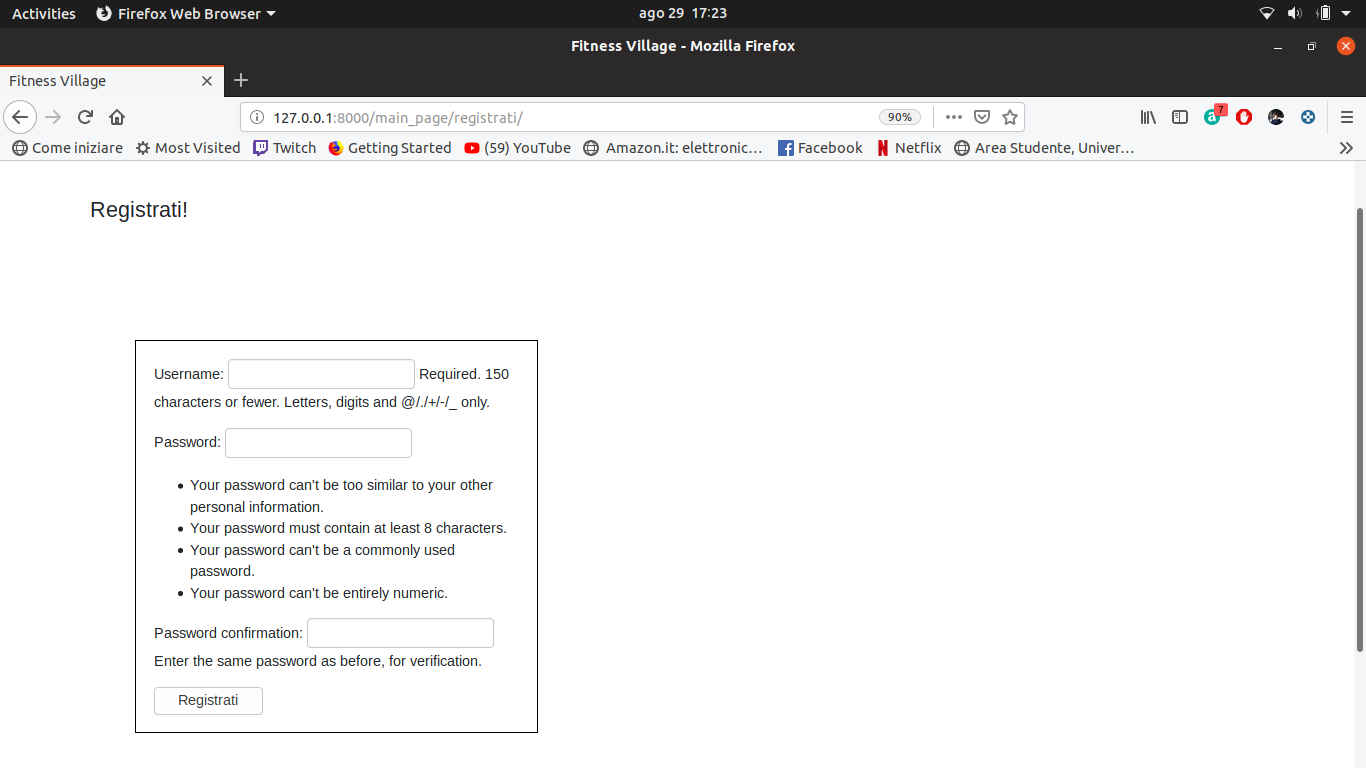 Activities Firefox Web Browser ago 29 17:23
Fitness Village - Mozilla Firefox
Fitness Village
127.0.0.1:8000/main_page/registrati/ 90% 7
Come iniziare Most Visited Twitch Getting Started (59) YouTube Amazon.it: elettronic… Facebook Netflix Area Studente, Univer…
Registrati!
Username: Required. 150
characters or fewer. Letters, digits and @/./+/-/_ only.
Password:
• Your password can't be too similar to your other
personal information.
• Your password must contain at least 8 characters.
• Your password can't be a commonly used
password.
• Your password can't be entirely numeric.
Password confirmation:
Enter the same password as before, for verification.
Registrati